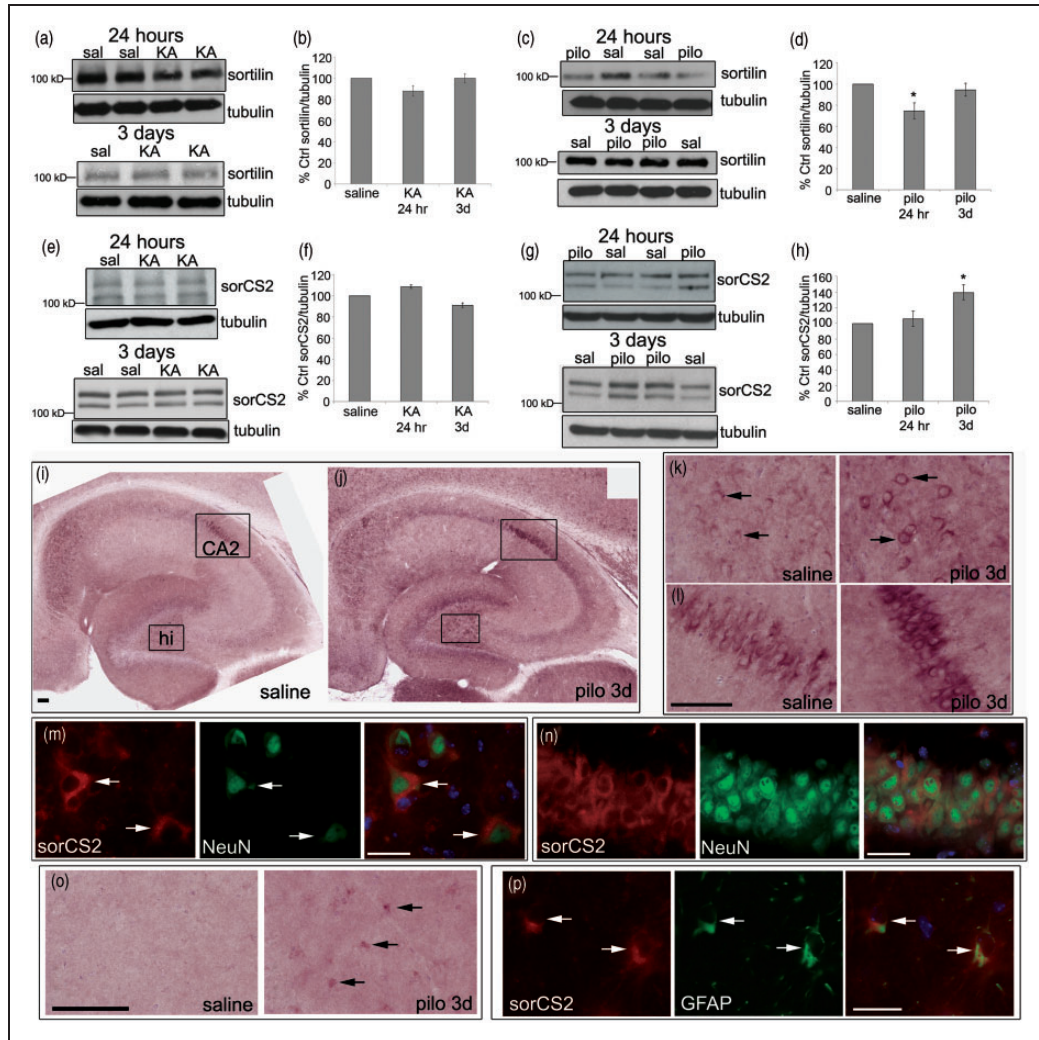 (a)
24 hours
sal sal KA KA
100 kD
sortilin
tubulin
3 days
sal KA KA
100 kD
sortilin
tubulin
(b)
% Ctrl sortilin/tubulin
120
100
80
60
40
20
0
saline KA KA
24 hr 3d
(c)
24 hours
pilo sal sal pilo
100 kD
sortilin
tubulin
3 days
sal pilo pilo sal
100 kD
sortilin
tubulin
(d)
% Ctrl sortilin/tubulin
120
100
80
60
40
20
0
*
saline pilo pilo
24 hr 3d
(e)
24 hours
sal KA KA
100 kD
sorCS2
tubulin
3 days
sal sal KA KA
100 kD
sorCS2
tubulin
(f)
% Ctrl sorCS2/tubulin
120
100
80
60
40
20
0
saline KA KA
24 hr 3d
(g)
24 hours
pilo sal sal pilo
100 kD
sorCS2
tubulin
3 days
sal pilo pilo sal
100 kD
sorCS2
tubulin
(h)
% Ctrl sorCS2/tubulin
160
140
120
100
80
60
40
20
0
*
saline pilo pilo
24 hr 3d
(i)
CA2
hi
saline
(j)
pilo 3d
(k)
saline
pilo 3d
(l)
saline
pilo 3d
(m)
sorCS2
NeuN
(n)
sorCS2
NeuN
(o)
saline
pilo 3d
(p)
sorCS2
GFAP